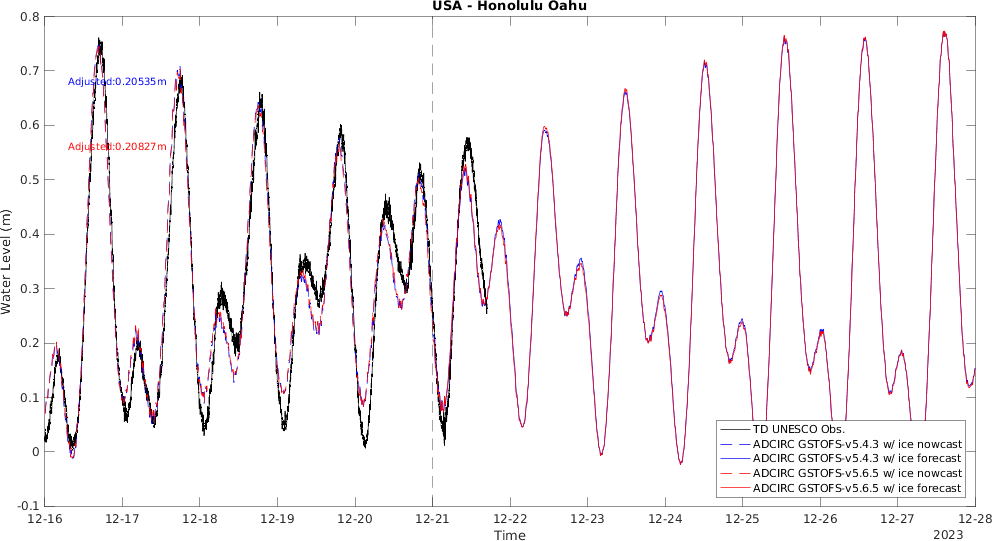 USA - Honolulu Oahu
0.8
0.7
0.6
0.5
0.4
0.3
0.2
0.1
0
-0.1
Water Level (m)
Adjusted:0.20535m
Adjusted:0.20827m
TD UNESCO Obs.
ADCIRC GSTOFS-v5.4.3 w/ ice nowcast
ADCIRC GSTOFS-v5.4.3 w/ ice forecast
ADCIRC GSTOFS-v5.6.5 w/ ice nowcast
ADCIRC GSTOFS-v5.6.5 w/ ice forecast
12-16 12-17 12-18 12-19 12-20 12-21 12-22 12-23 12-24 12-25 12-26 12-27 12-28
Time
2023